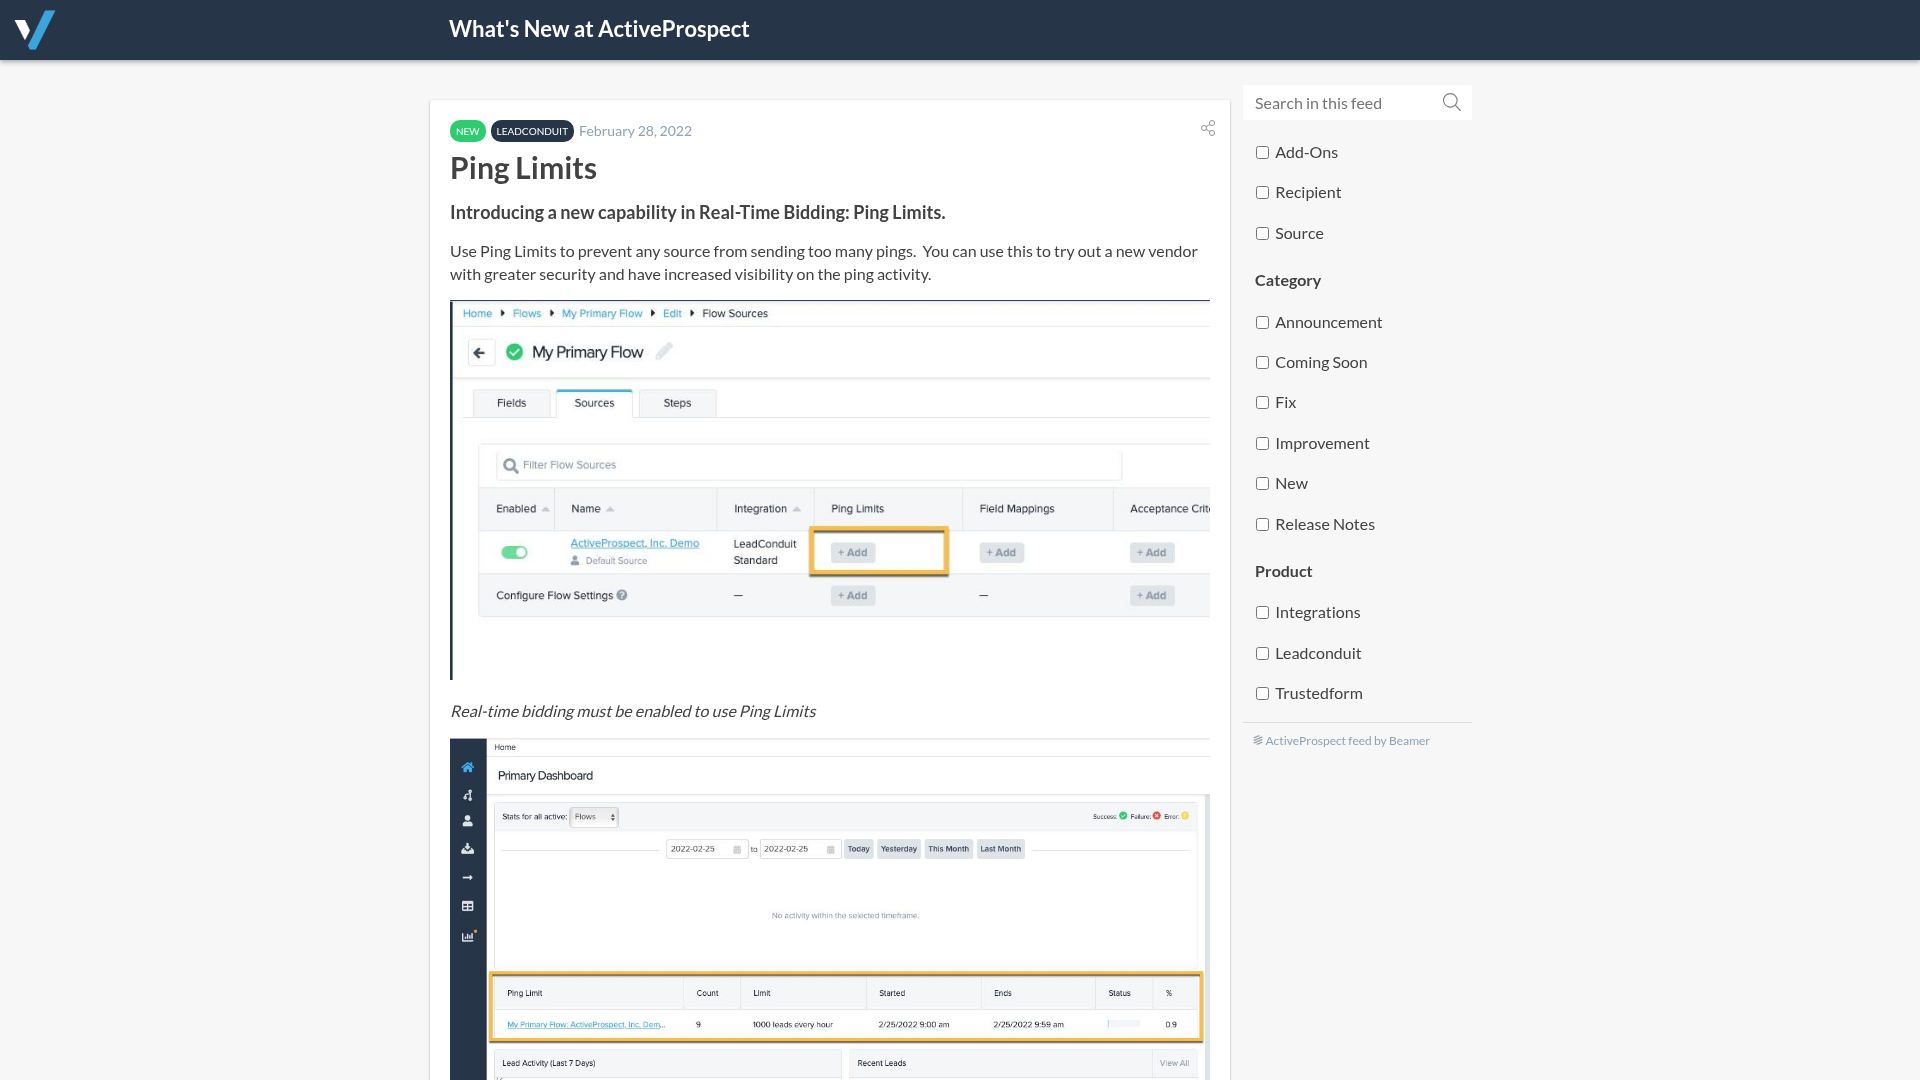 What's New at ActiveProspect
NEW LEADCONDUIT February 28, 2022
Ping Limits
Introducing a new capability in Real-Time Bidding: Ping Limits.
Use Ping Limits to prevent any source from sending too many pings.  You can use this to try out a new vendor
with greater security and have increased visibility on the ping activity.
Home Flows My Primary Flow Edit Flow Sources
My Primary Flow
Fields Sources Steps
Filter Flow Sources
Enabled Name Integration Ping Limits Field Mappings Acceptance Crite
ActiveProspect, Inc. Demo LeadConduit + Add + Add + Add
Default Source Standard
Configure Flow Settings — + Add — + Add
Real-time bidding must be enabled to use Ping Limits
Home
Primary Dashboard
Stats for all active: Flows Success: Failure: Error:
2022-02-25 to 2022-02-25 Today Yesterday This Month Last Month
No activity within the selected timeframe.
Ping Limit Count Limit Started Ends Status %
My Primary Flow: ActiveProspect, Inc. Dem... 9 1000 leads every hour 2/25/2022 9:00 am 2/25/2022 9:59 am 0.9
Lead Activity (Last 7 Days) Recent Leads View All
Search in this feed
Add-Ons
Recipient
Source
Category
Announcement
Coming Soon
Fix
Improvement
New
Release Notes
Product
Integrations
Leadconduit
Trustedform
ActiveProspect feed by Beamer